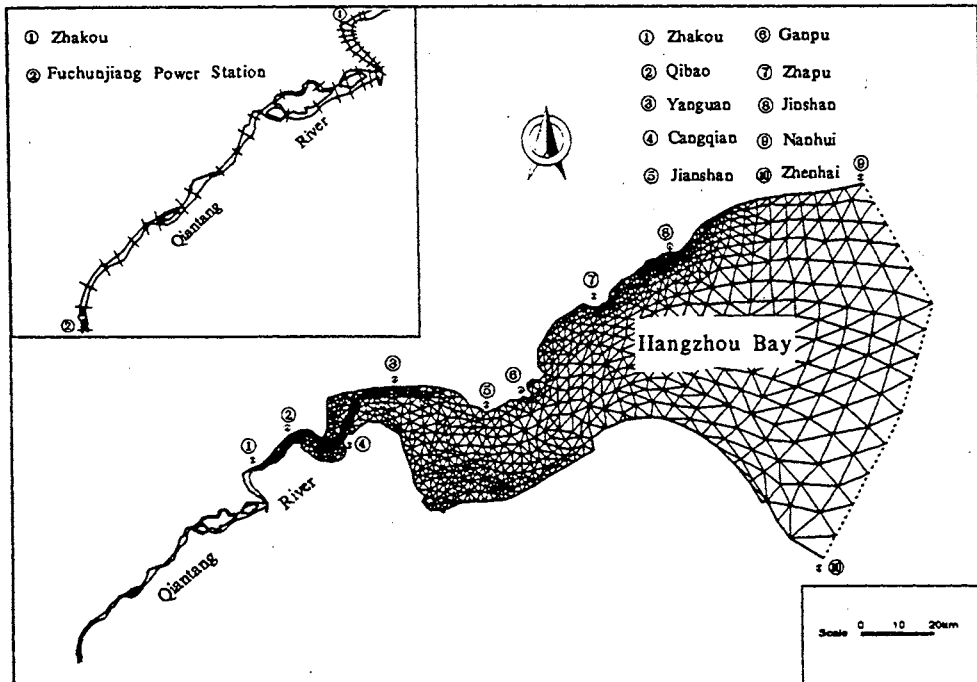 ① Zhakou
② Fuchunjiang Power Station
①
River
Qiantang
②
① Zhakou ⑥ Ganpu
② Qibao ⑦ Zhapu
③ Yanguan ⑧ Jinshan
④ Cangqian ⑨ Nanhui
⑤ Jianshan ⑩ Zhenhai
⑨
⑧
⑦
Hangzhou Bay
③
⑥
⑤
②
④
①
River
Qiantang
⑩
Scale 0 10 20km